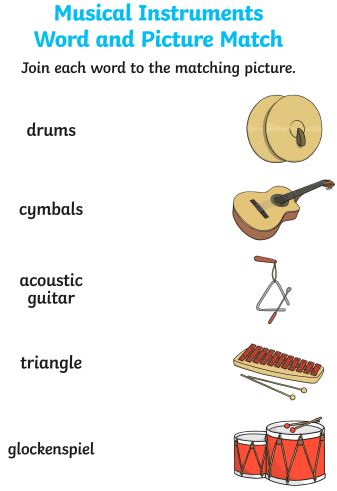 Musical Instruments
Word and Picture Match
Join each word to the matching picture.
drums
cymbals
acoustic
guitar
triangle
glockenspiel